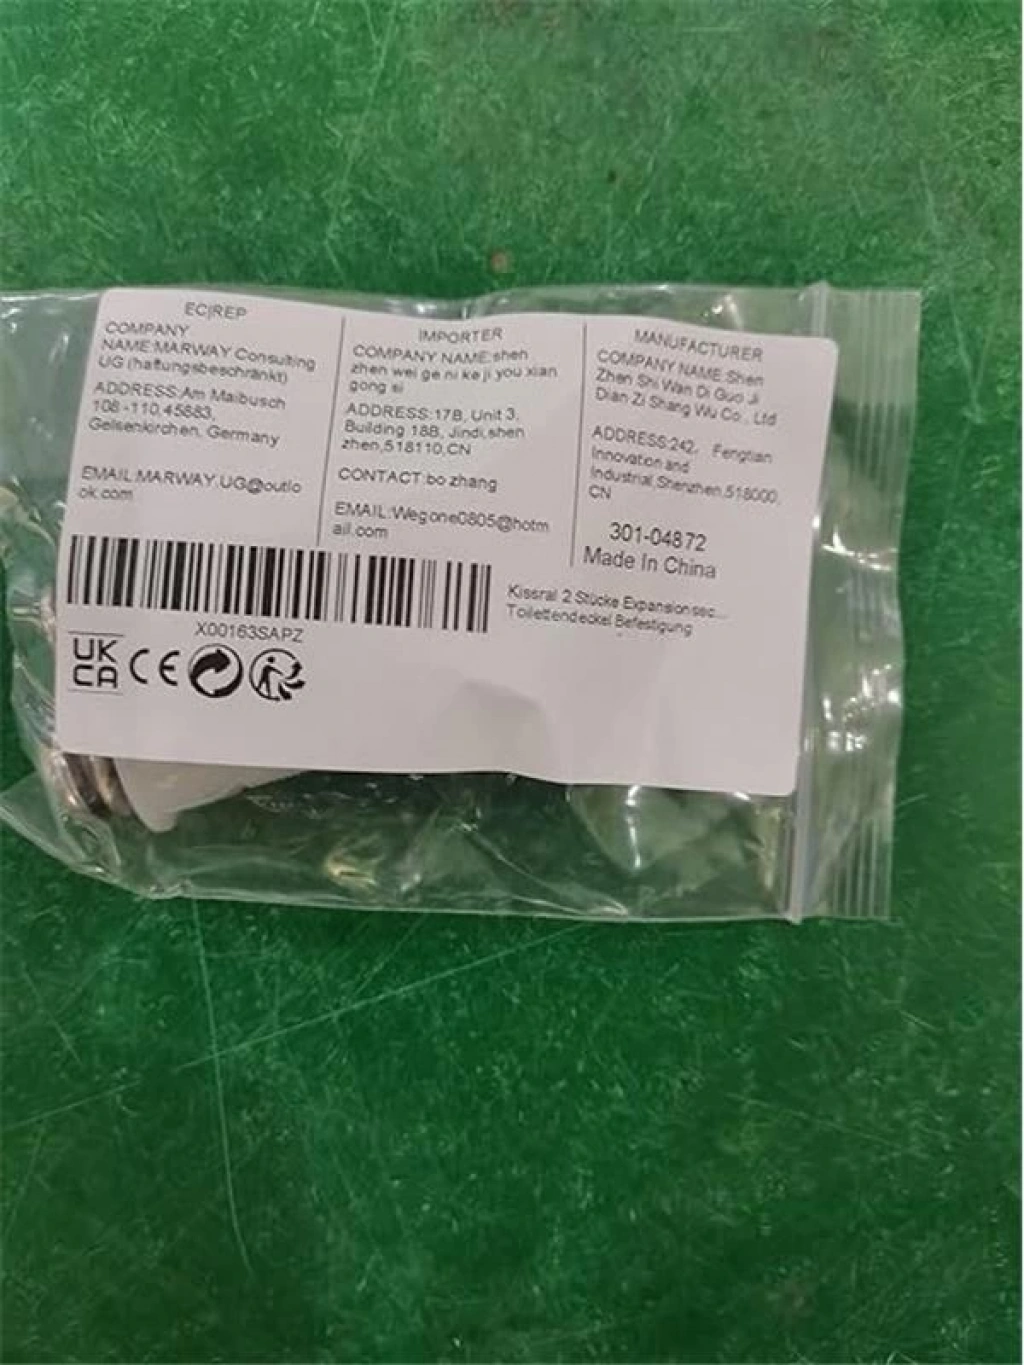 EC|REP
COMPANY
NAME:MARWAY Consulting
UG (haftungsbeschränkt)
ADDRESS:Am Maibusch
108-110,45883,
Gelsenkirchen, Germany
EMAIL:MARWAY.UG@outlo
ok.com
IMPORTER
COMPANY NAME:shen
zhen wei ge ni ke ji you xian
gong si
ADDRESS:17B, Unit 3,
Building 18B, Jindi,shen
zhen,518110,CN
CONTACT:bo zhang
EMAIL:Wegone0805@hotm
ail.com
MANUFACTURER
COMPANY NAME:Shen
Zhen Shi Wan Di Guo Ji
Dian Zi Shang Wu Co., Ltd
ADDRESS:242, Fengtian
Innovation and
Industrial,Shenzhen,518000,
CN
301-04872
Made In China
Kissral 2 Stücke Expansionssc...
Toilettendeckel Befestigung
X00163SAPZ
UK
CA CE